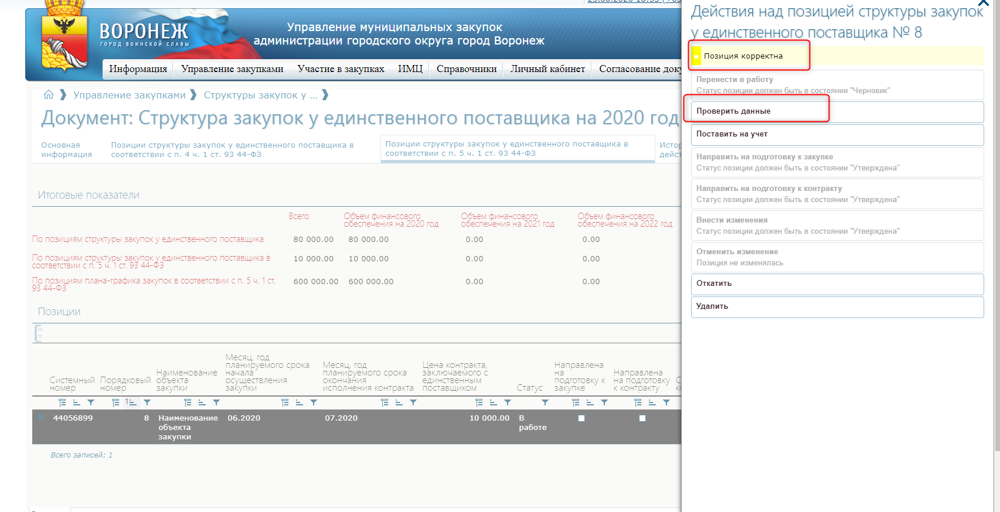 ВОРОНЕЖ
ГОРОД ВОИНСКОЙ СЛАВЫ
Управление муниципальных закупок
администрации городского округа город Воронеж
Информация
Управление закупками
Участие в закупках
ИМЦ
Справочники
Личный кабинет
Согласование доку
Управление закупками
Структуры закупок у ...
Документ: Структура закупок у единственного поставщика на 2020 год
Основная
информация
Позиции структуры закупок у единственного поставщика в
соответствии с п. 4 ч. 1 ст. 93 44-ФЗ
Позиции структуры закупок у единственного поставщика в
соответствии с п. 5 ч. 1 ст. 93 44-ФЗ
Истор
дейст
Итоговые показатели
Всего
Объем финансового
обеспечения на 2020 год
Объем финансового
обеспечения на 2021 год
Объем финансового
обеспечения на 2022 год
По позициям структуры закупок у единственного поставщика
80 000.00 80 000.00 0.00 0.00
По позициям структуры закупок у единственного поставщика в
соответствии с п. 5 ч. 1 ст. 93 44-ФЗ
10 000.00 10 000.00 0.00 0.00
По позициям плана-графика закупок в соответствии с п. 5 ч. 1 ст.
93 44-ФЗ
600 000.00 600 000.00 0.00 0.00
Позиции
Системный
номер
Порядковый
номер
Наименование
объекта
закупки
Месяц, год
планируемого срока
начала
осуществления
закупки
Месяц, год
планируемого срока
окончания
исполнения контракта
Цена контракта,
заключаемого с
единственным
поставщиком
Статус
Направлена
на
подготовку к
закупке
Направлена
на подготовку
к контракту
1
44056899
8
Наименование
объекта
закупки
06.2020
07.2020
10 000.00
В
работе
Всего записей: 1
Действия над позицией структуры закупок
у единственного поставщика № 8
Позиция корректна
Перенести в работу
Статус позиции должен быть в состоянии "Черновик"
Проверить данные
Поставить на учет
Направить на подготовку к закупке
Статус позиции должен быть в состоянии "Утверждена"
Направить на подготовку к контракту
Статус позиции должен быть в состоянии "Утверждена"
Внести изменения
Статус позиции должен быть в состоянии "Утверждена"
Отменить изменение
Позиция не изменялась
Откатить
Удалить